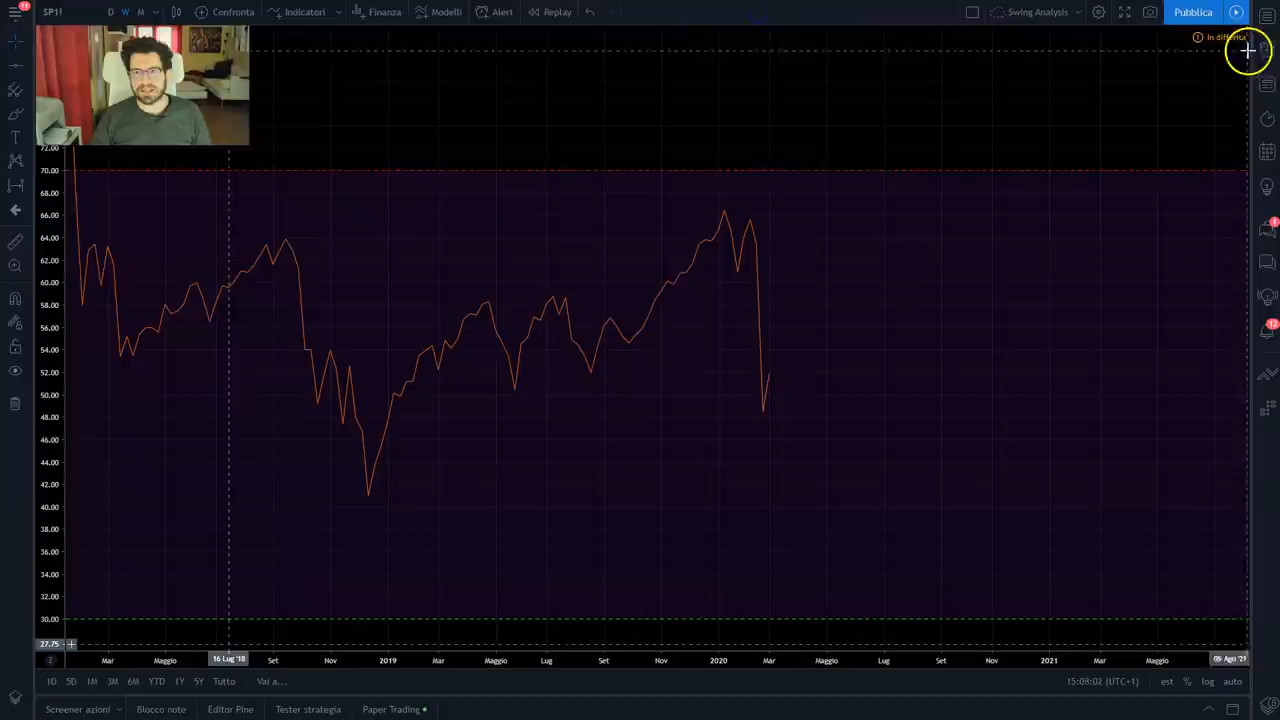 11
SP1!
D W M
Confronta
Indicatori
Finanza
Modelli
Alert
Replay
Swing Analysis
Pubblica
In differita
72.00
70.00
68.00
66.00
64.00
62.00
60.00
58.00
56.00
54.00
52.00
50.00
48.00
46.00
44.00
42.00
40.00
38.00
36.00
34.00
32.00
30.00
27.75
1
12
Z
Mar
Maggio
16 Lug '18
Set
Nov
2019
Mar
Maggio
Lug
Set
Nov
2020
Mar
Maggio
Lug
Set
Nov
2021
Mar
Maggio
1D 5D 1M 3M 6M YTD 1Y 5Y Tutto Vai a...
15:08:02 (UTC+1) est % log auto
Screener azioni Blocco note Editor Pine Tester strategia Paper Trading